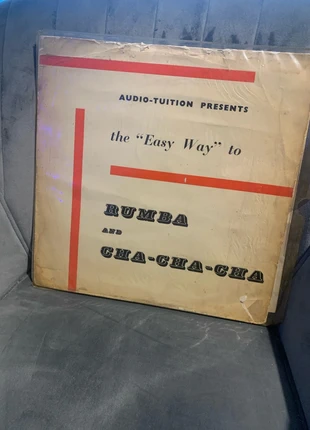 AUDIO-TUITION PRESENTS
the "Easy Way" to
RUMBA
AND
CHA-CHA-CHA